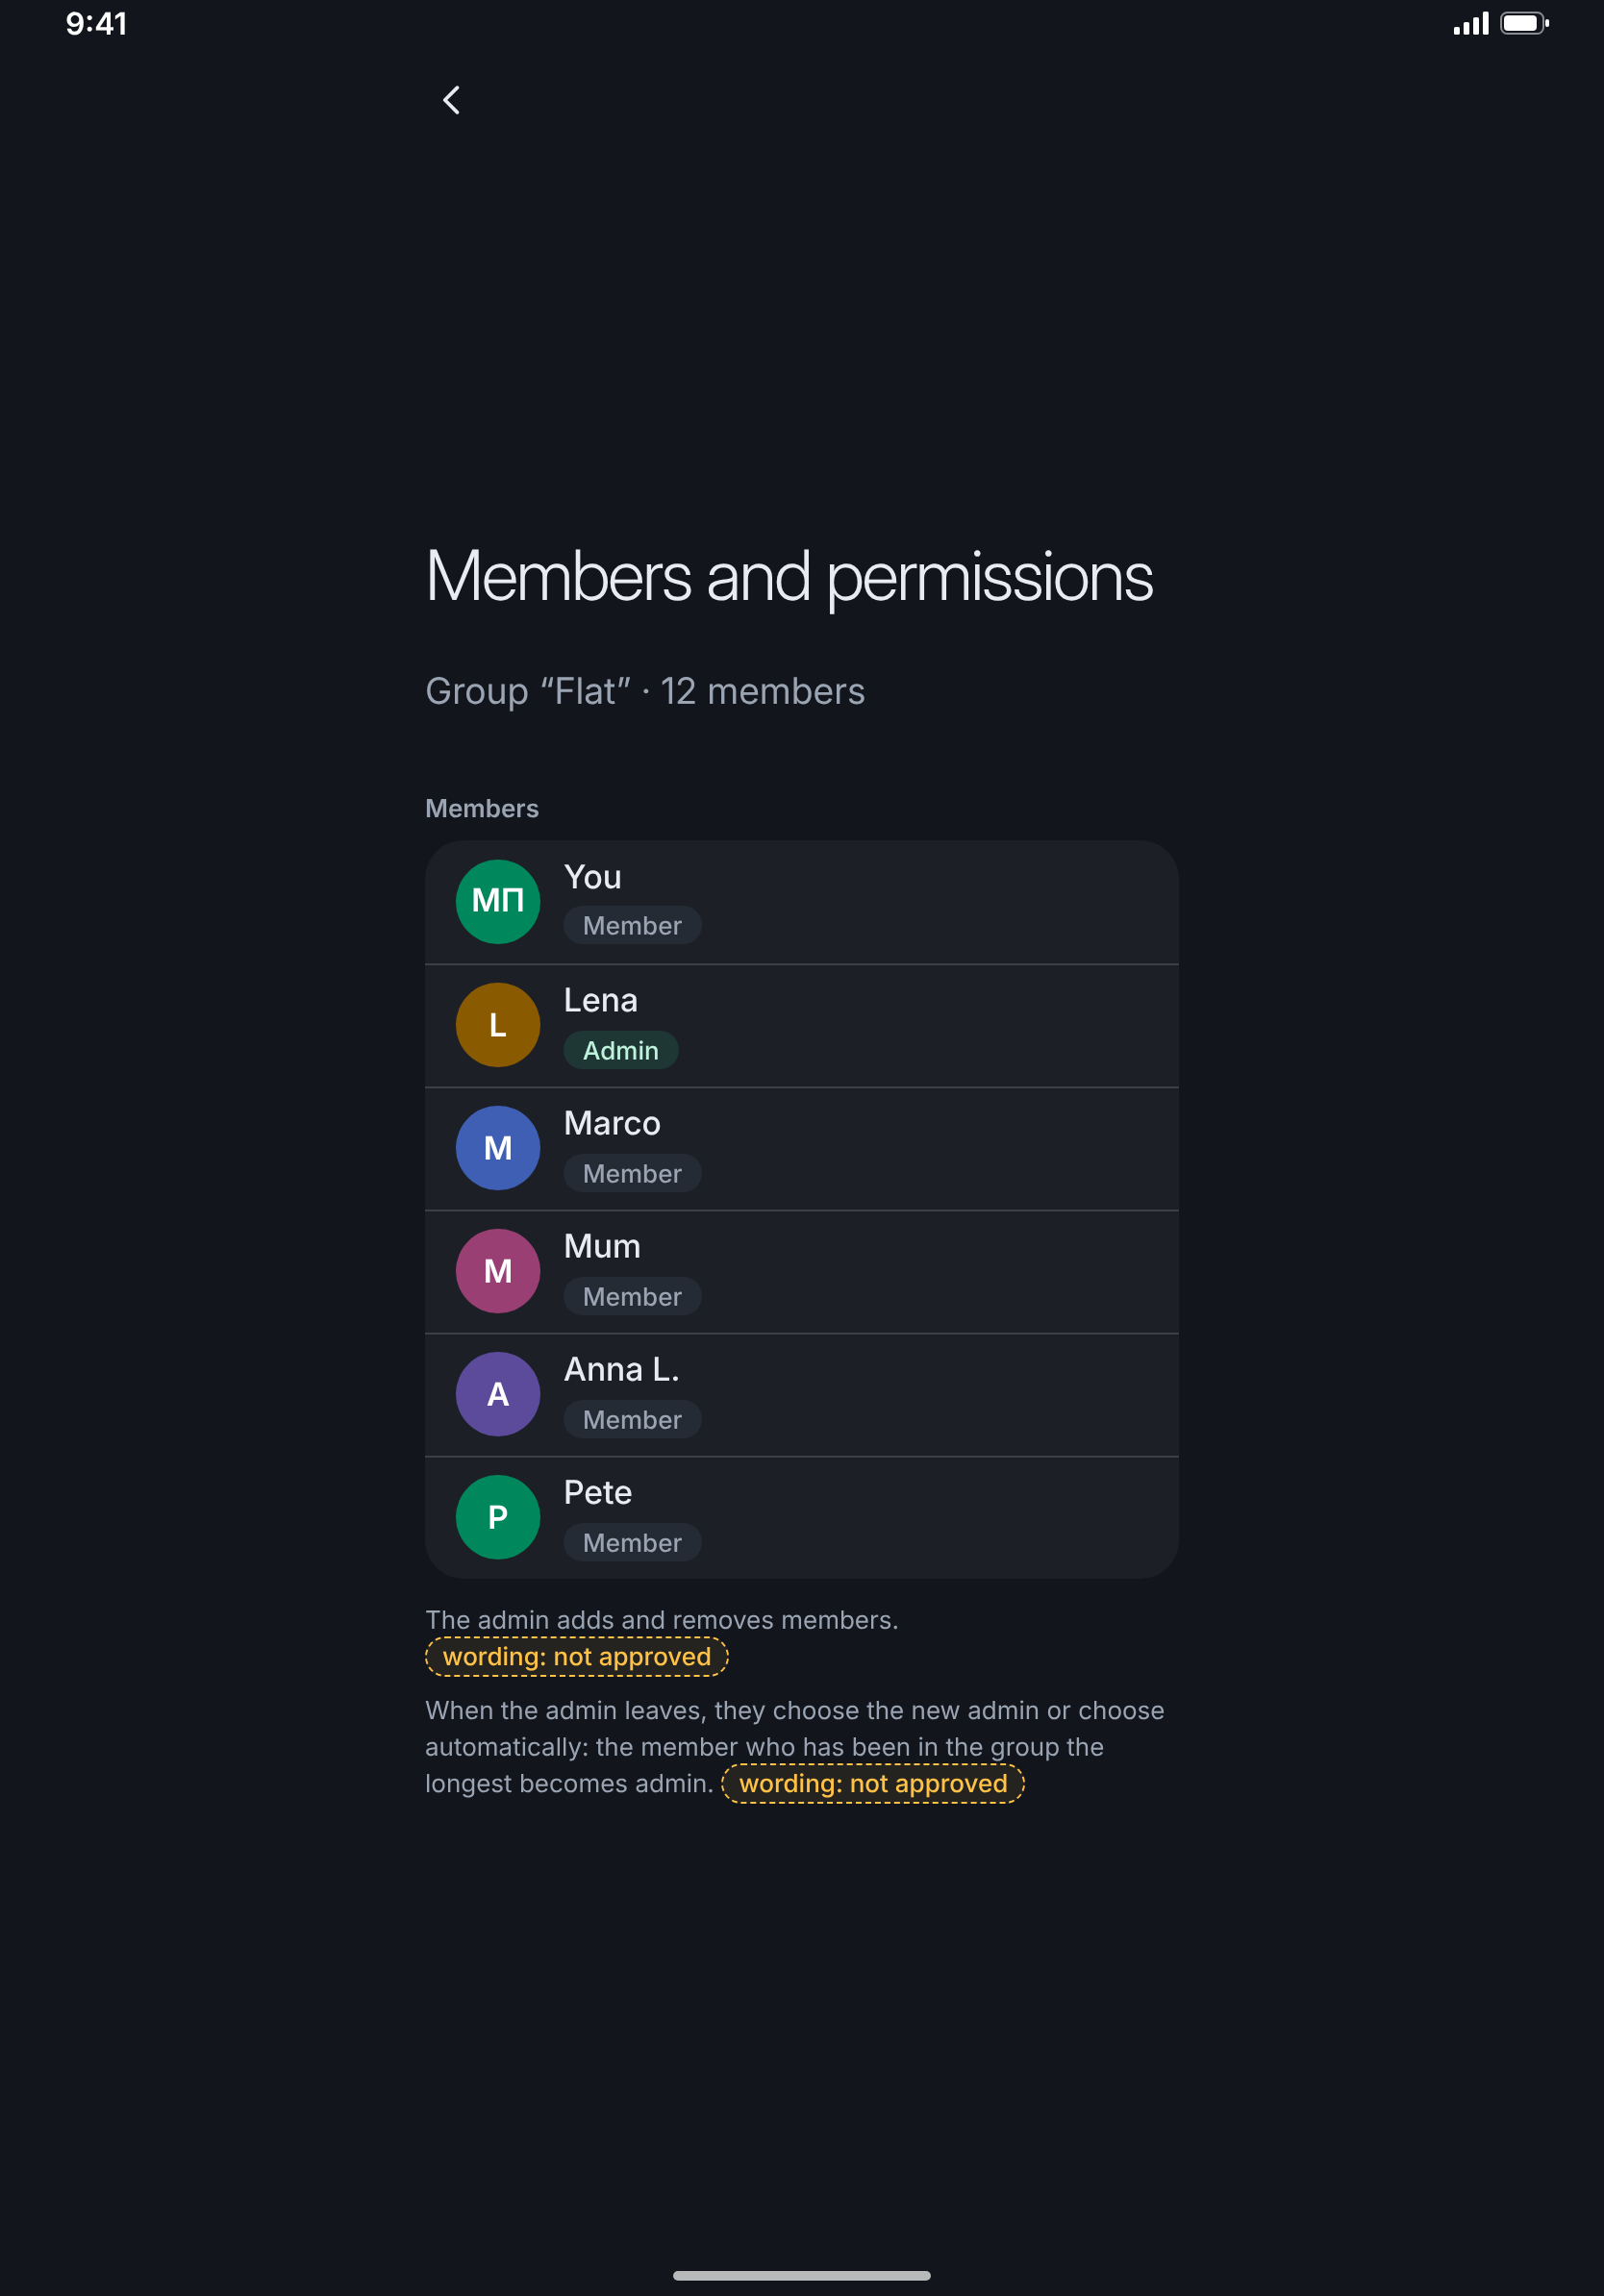 9:41
Members and permissions
Group “Flat” · 12 members
Members
МП
You
Member
L
Lena
Admin
M
Marco
Member
M
Mum
Member
A
Anna L.
Member
P
Pete
Member
The admin adds and removes members.
wording: not approved
When the admin leaves, they choose the new admin or choose
automatically: the member who has been in the group the
longest becomes admin. wording: not approved